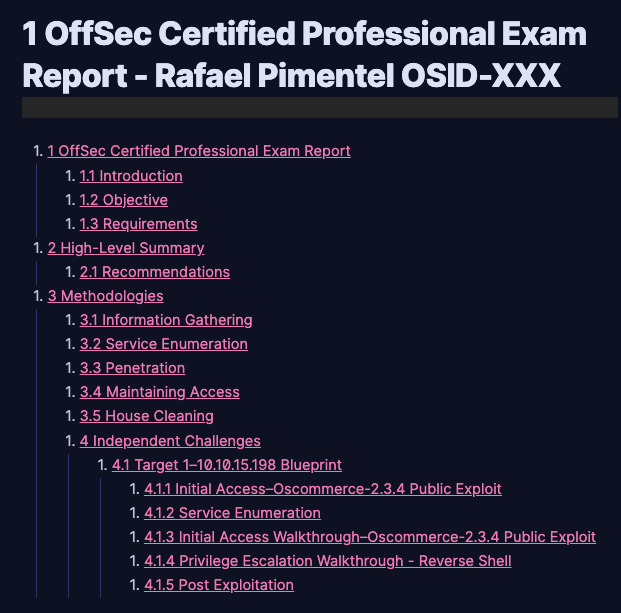 1 OffSec Certified Professional Exam
Report - Rafael Pimentel OSID-XXX
1. 1 OffSec Certified Professional Exam Report
1. 1.1 Introduction
1. 1.2 Objective
1. 1.3 Requirements
1. 2 High-Level Summary
1. 2.1 Recommendations
1. 3 Methodologies
1. 3.1 Information Gathering
1. 3.2 Service Enumeration
1. 3.3 Penetration
1. 3.4 Maintaining Access
1. 3.5 House Cleaning
1. 4 Independent Challenges
1. 4.1 Target 1–10.10.15.198 Blueprint
1. 4.1.1 Initial Access–Oscommerce-2.3.4 Public Exploit
1. 4.1.2 Service Enumeration
1. 4.1.3 Initial Access Walkthrough–Oscommerce-2.3.4 Public Exploit
1. 4.1.4 Privilege Escalation Walkthrough - Reverse Shell
1. 4.1.5 Post Exploitation